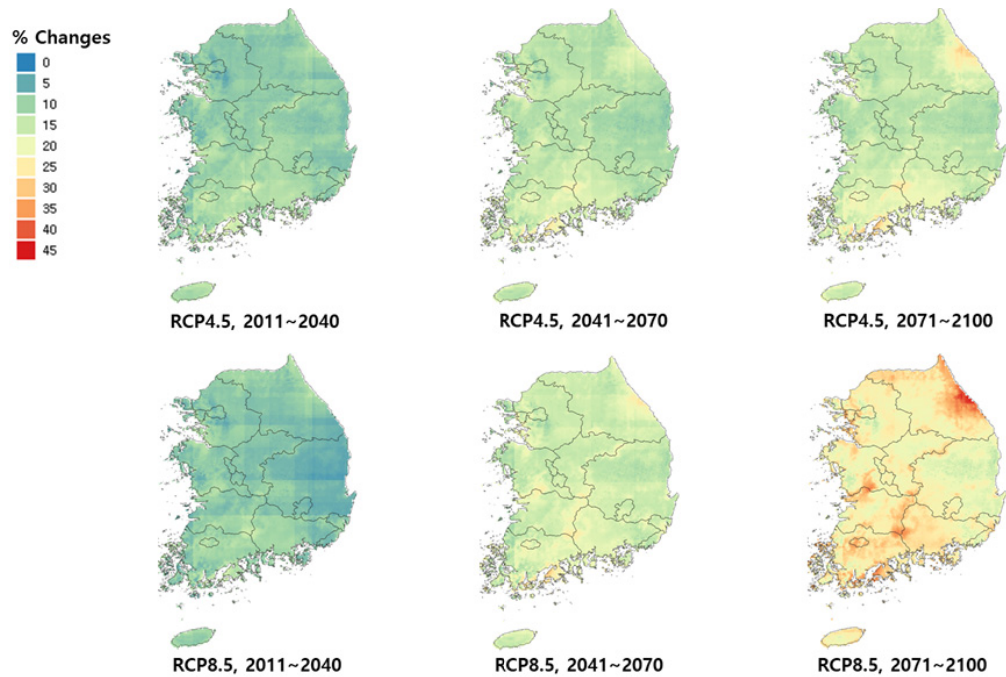 % Changes
0
5
10
15
20
25
30
35
40
45
RCP4.5, 2011~2040
RCP4.5, 2041~2070
RCP4.5, 2071~2100
RCP8.5, 2011~2040
RCP8.5, 2041~2070
RCP8.5, 2071~2100